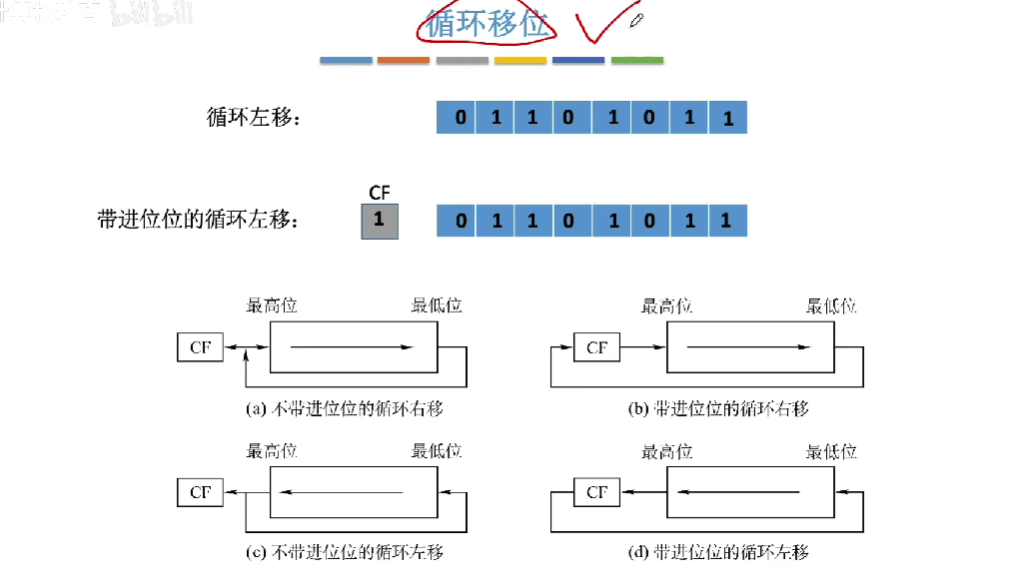 循环移位
循环左移: 0 1 1 0 1 0 1 1
CF
带进位位的循环左移: 1 0 1 1 0 1 0 1 1
最高位 最低位 最高位 最低位
CF CF
(a) 不带进位位的循环右移 (b) 带进位位的循环右移
最高位 最低位 最高位 最低位
CF CF
(c) 不带进位位的循环左移 (d) 带进位位的循环左移